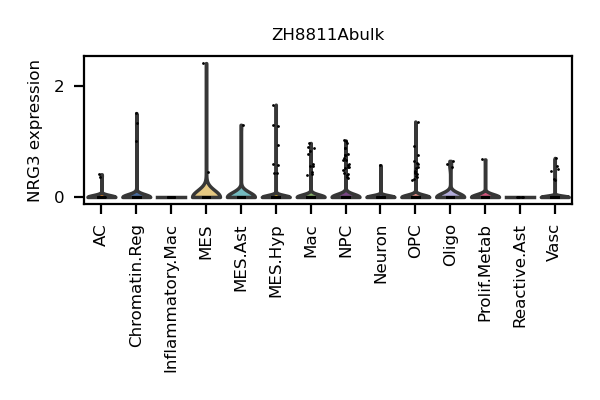 ZH8811Abulk
NRG3 expression
2
0
AC
Chromatin.Reg
Inflammatory.Mac
MES
MES.Ast
MES.Hyp
Mac
NPC
Neuron
OPC
Oligo
Prolif.Metab
Reactive.Ast
Vasc